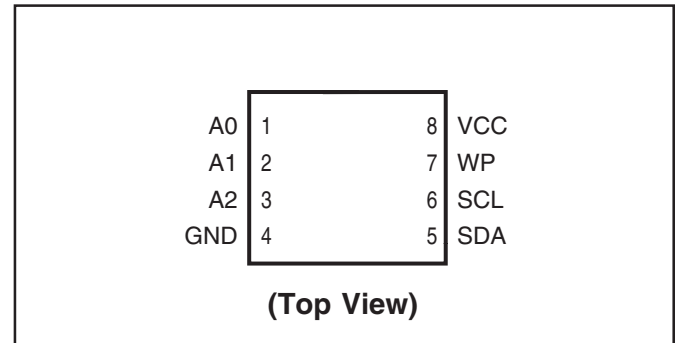 A0 1 8 VCC
A1 2 7 WP
A2 3 6 SCL
GND 4 5 SDA
(Top View)